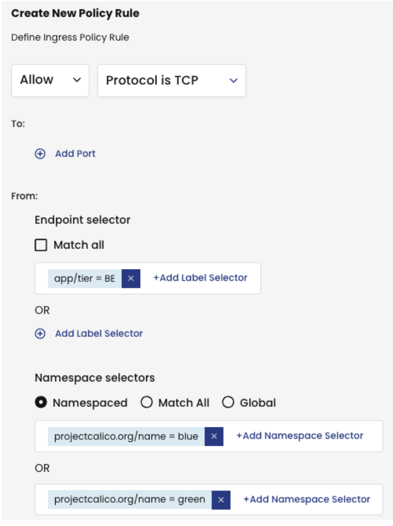 Create New Policy Rule
Define Ingress Policy Rule
Allow Protocol is TCP
To:
Add Port
From:
Endpoint selector
Match all
app/tier = BE × +Add Label Selector
OR
Add Label Selector
Namespace selectors
Namespaced Match All Global
projectcalico.org/name = blue × +Add Namespace Selector
OR
projectcalico.org/name = green × +Add Namespace Selector